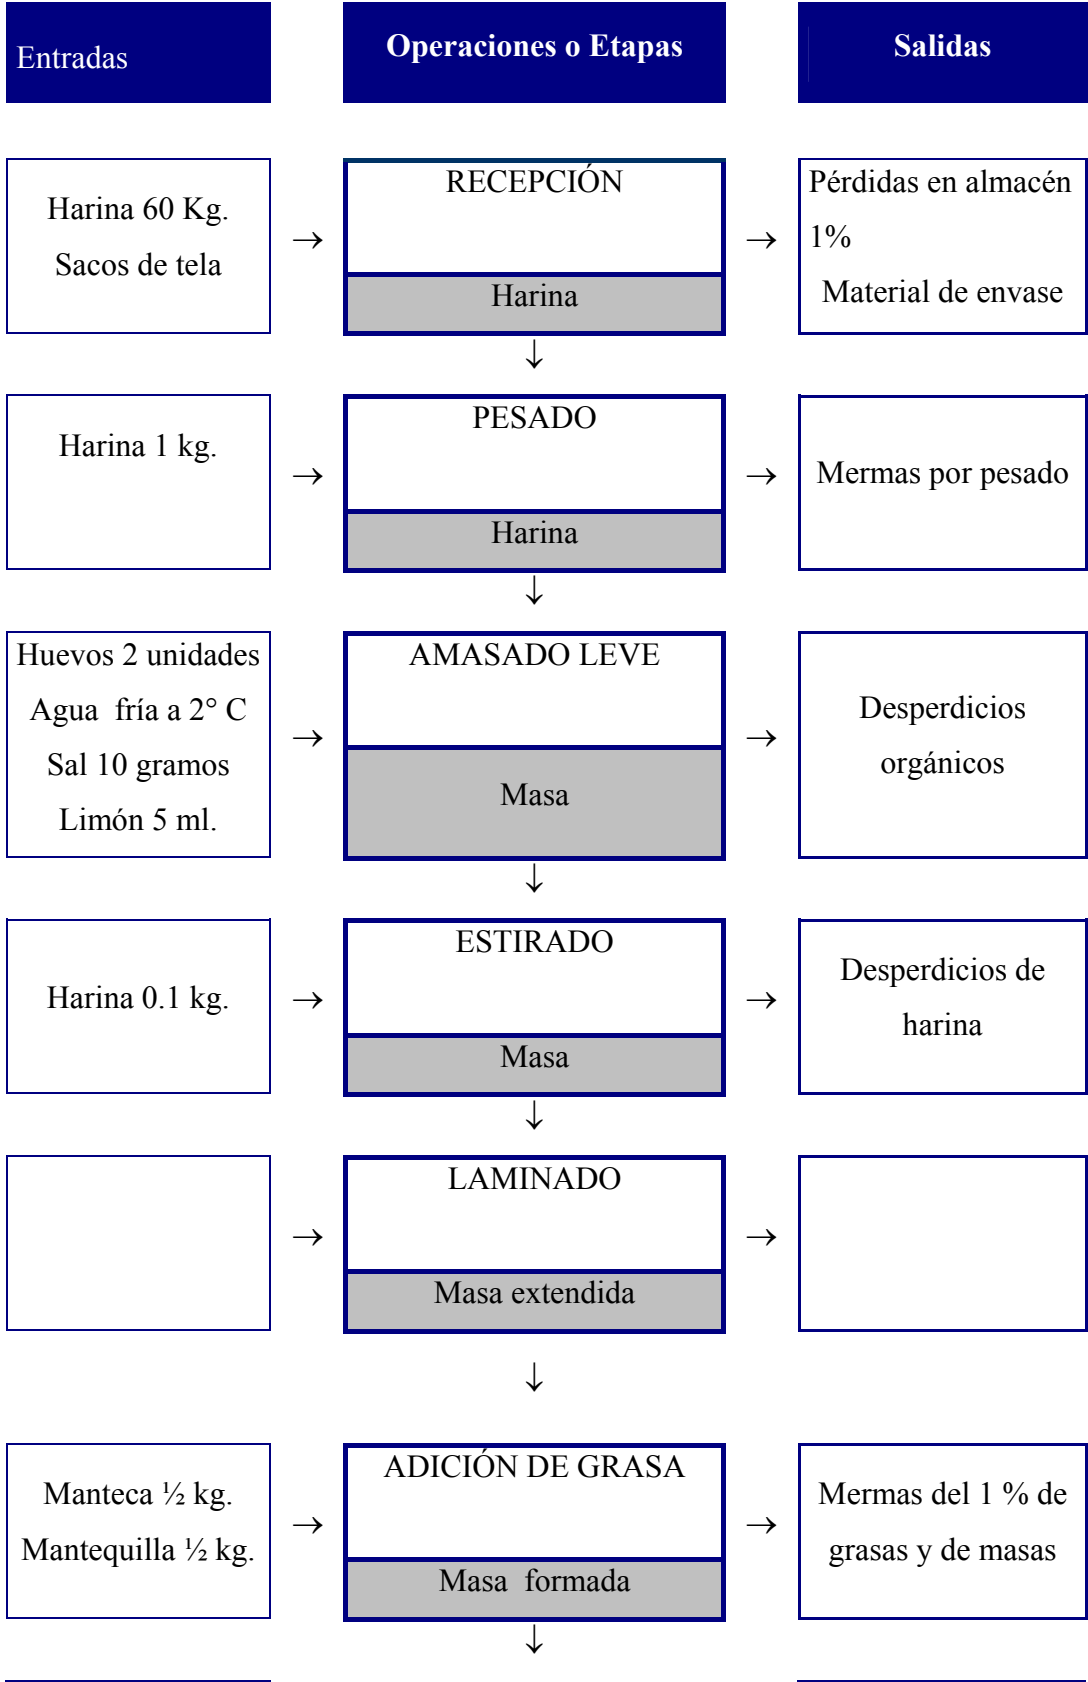 Entradas
Operaciones o Etapas
Salidas
Harina 60 Kg.
Sacos de tela
→
RECEPCIÓN
Harina
→
Pérdidas en almacén
1%
Material de envase
↓
Harina 1 kg.
→
PESADO
Harina
→
Mermas por pesado
↓
Huevos 2 unidades
Agua  fría a 2° C
Sal 10 gramos
Limón 5 ml.
→
AMASADO LEVE
Masa
→
Desperdicios
orgánicos
↓
Harina 0.1 kg.
→
ESTIRADO
Masa
→
Desperdicios de
harina
↓
→
LAMINADO
Masa extendida
→
↓
Manteca ½ kg.
Mantequilla ½ kg.
→
ADICIÓN DE GRASA
Masa  formada
→
Mermas del 1 % de
grasas y de masas
↓